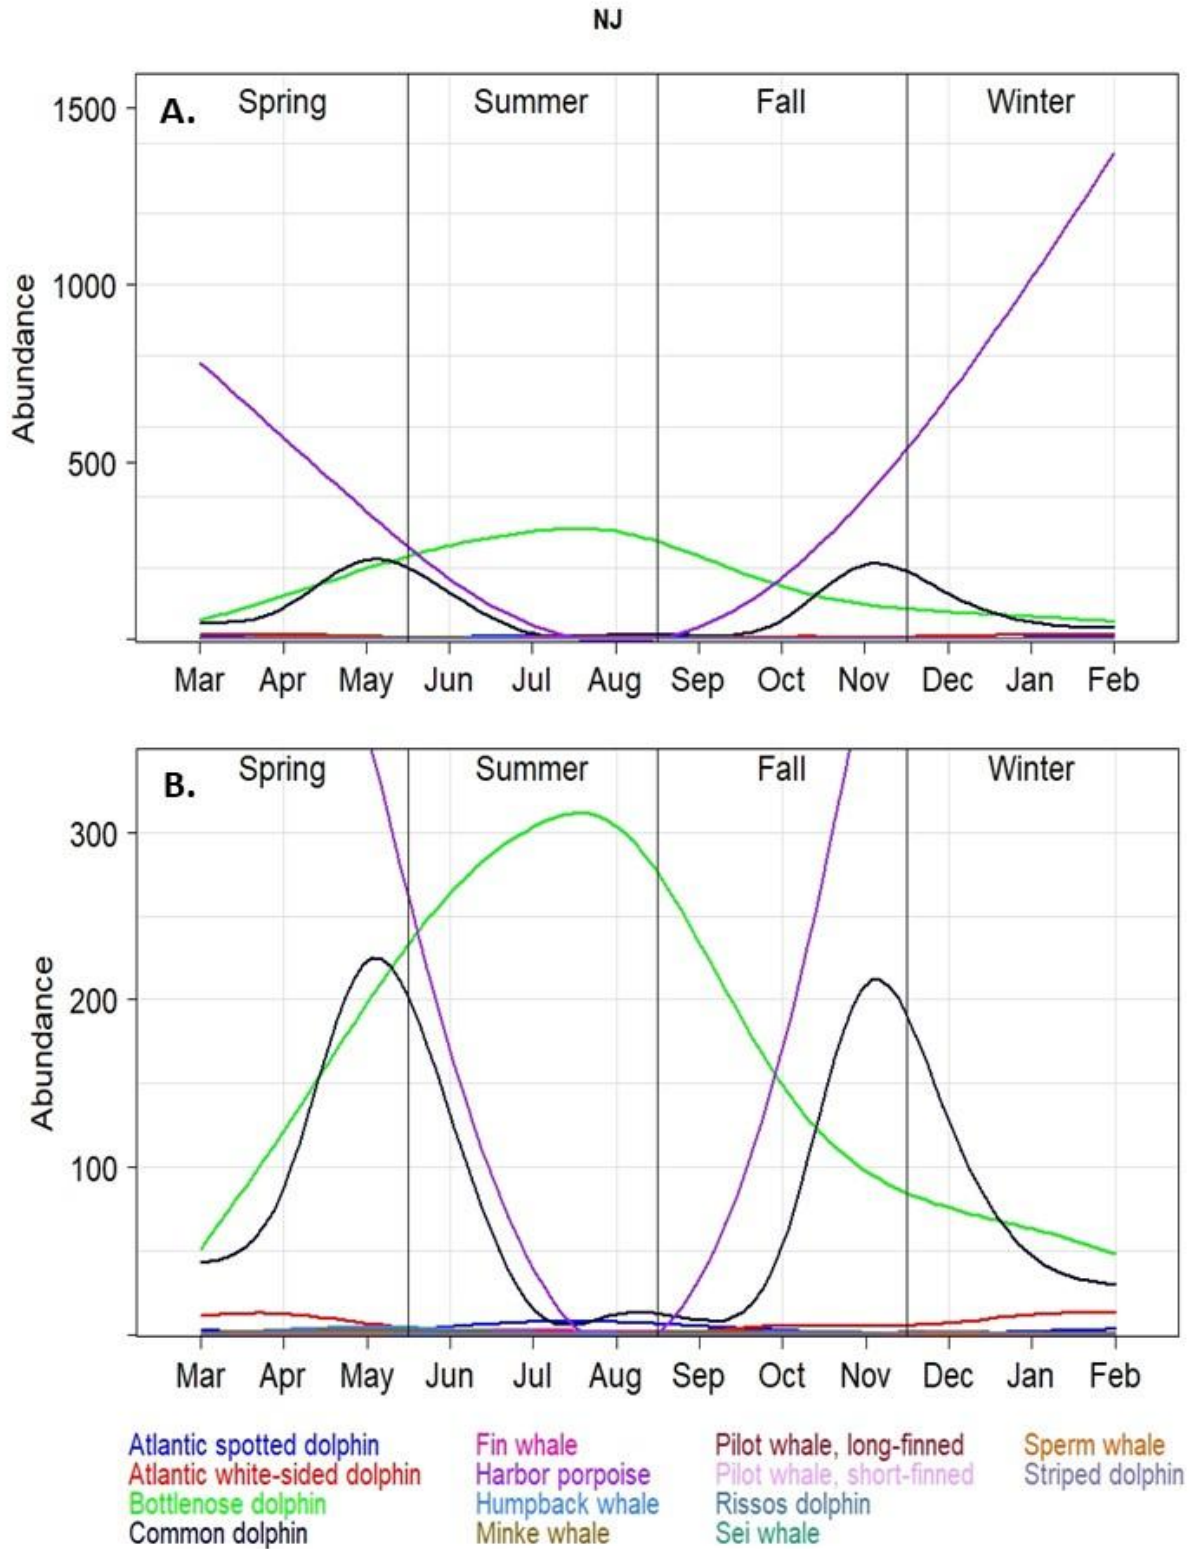 NJ
A.
Spring Summer Fall Winter
1500
1000
500
Abundance
Mar Apr May Jun Jul Aug Sep Oct Nov Dec Jan Feb
B.
Spring Summer Fall Winter
300
200
100
Abundance
Mar Apr May Jun Jul Aug Sep Oct Nov Dec Jan Feb
Atlantic spotted dolphin Fin whale Pilot whale, long-finned Sperm whale
Atlantic white-sided dolphin Harbor porpoise Pilot whale, short-finned Striped dolphin
Bottlenose dolphin Humpback whale Rissos dolphin
Common dolphin Minke whale Sei whale